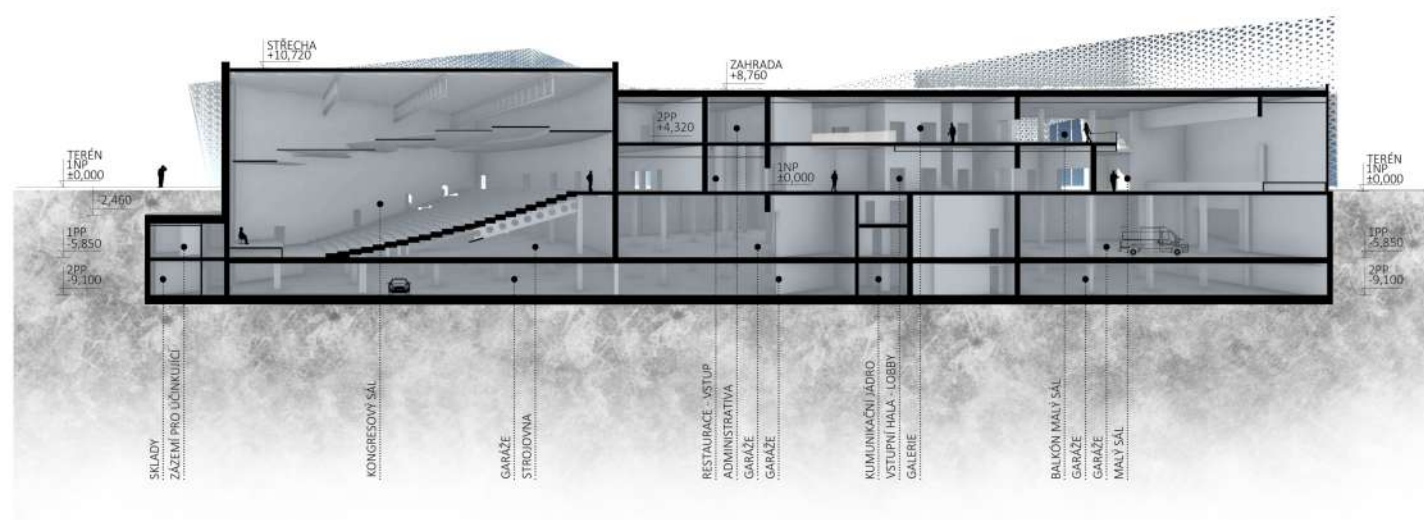 STŘECHA
+10,720
ZAHRADA
+8,760
2PP
+4,320
TERÉN
1NP
±0,000
1NP
±0,000
TERÉN
1NP
±0,000
-2,460
1PP
-5,850
1PP
-5,850
2PP
-9,100
2PP
-9,100
SKLADY
ZÁZEMÍ PRO ÚČINKUJÍCÍ
KONGRESOVÝ SÁL
GARÁŽE
STROJOVNA
RESTAURACE - VSTUP
ADMINISTRATIVA
GARÁŽE
GARÁŽE
KUMUNIKAČNÍ JÁDRO
VSTUPNÍ HALA - LOBBY
GALERIE
BALKÓN MALÝ SÁL
GARÁŽE
GARÁŽE
MALÝ SÁL